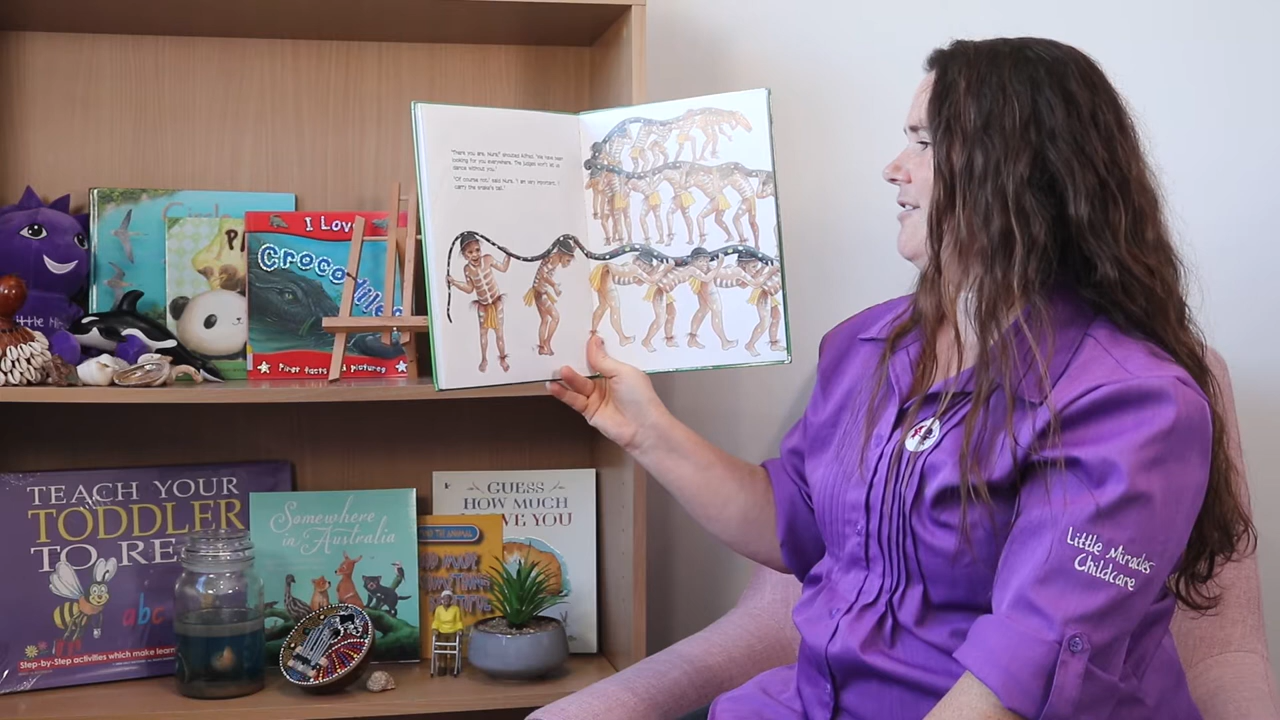 "There you are, Nura," shouted Alfred. "We have been
looking for you everywhere. The judges won't let us
dance without you."
"Of course not," said Nura. "I am very important. I
carry the snake's tail."
I Love
Crocodiles
First facts pictures
TEACH YOUR
TODDLER
TO RE
abc
Step-by-Step activities which make learn
Somewhere
in Australia
GUESS
HOW MUCH
YOU
Little Miracles
Childcare